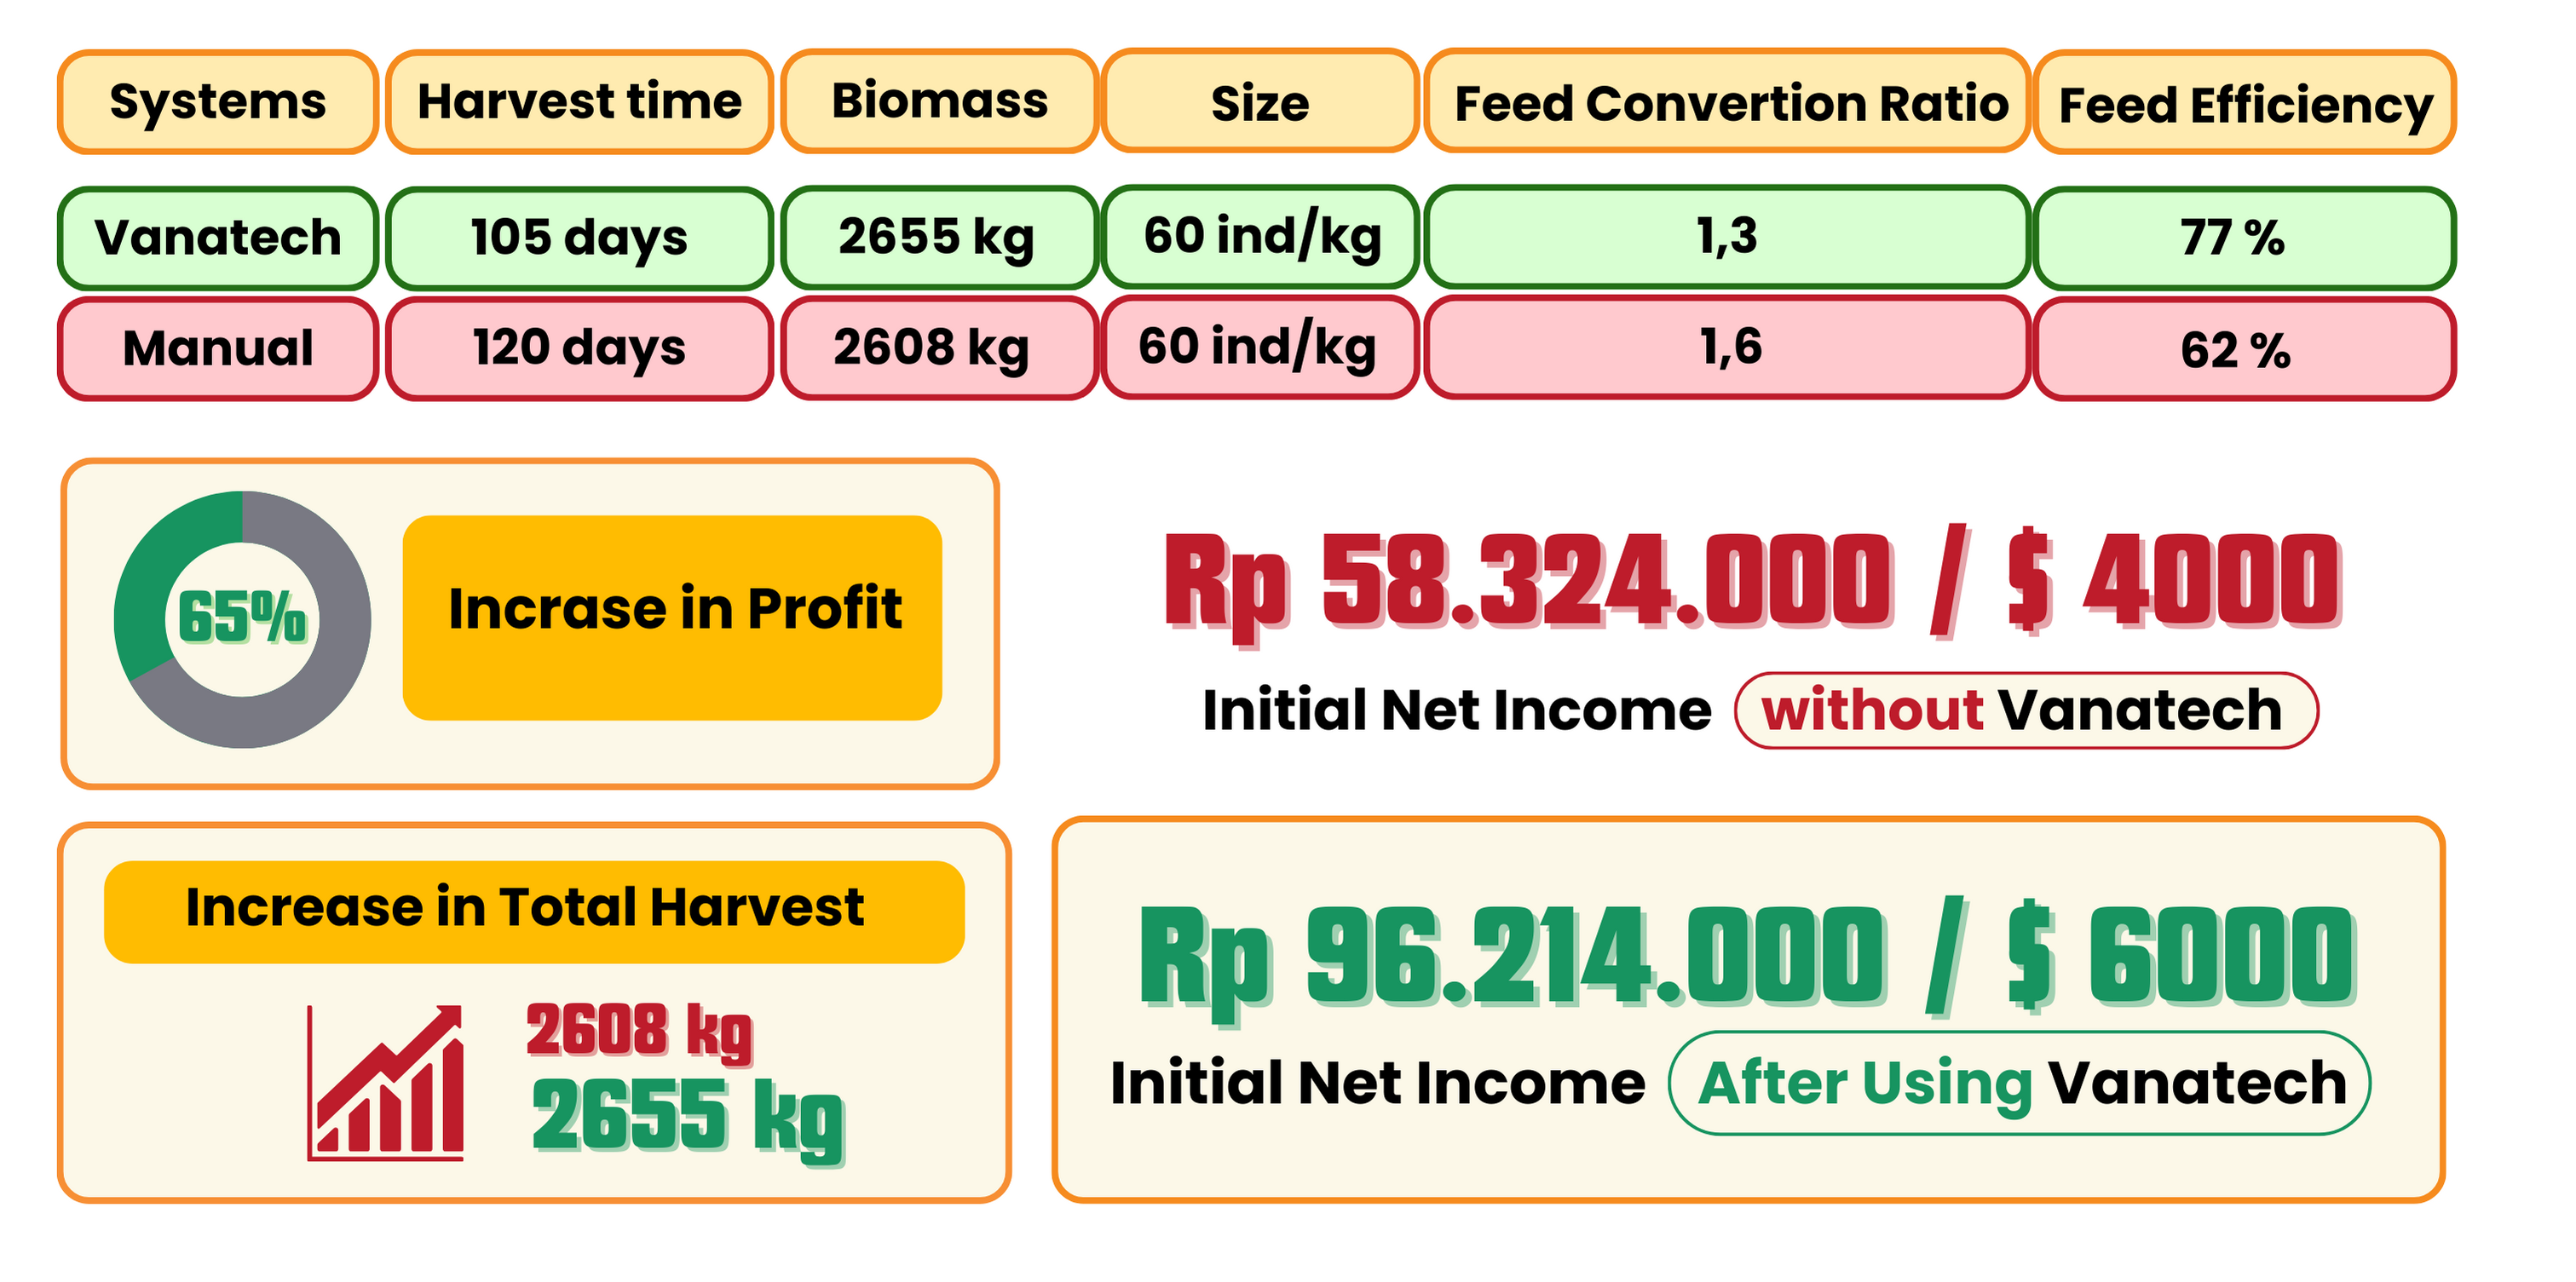 Systems Harvest time Biomass Size Feed Convertion Ratio Feed Efficiency
Vanatech 105 days 2655 kg 60 ind/kg 1,3 77 %
Manual 120 days 2608 kg 60 ind/kg 1,6 62 %
65% Incrase in Profit
Rp 58.324.000 / $ 4000
Initial Net Income without Vanatech
Increase in Total Harvest
2608 kg
2655 kg
Rp 96.214.000 / $ 6000
Initial Net Income After Using Vanatech